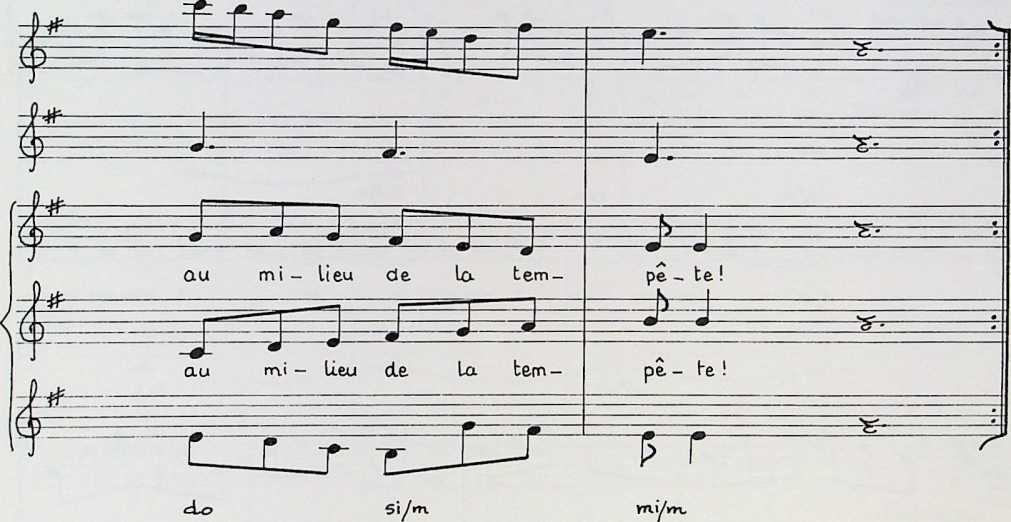 au mi – lieu de la tem – pê – te!
au mi – lieu de la tem – pê – te!
do si/m mi/m